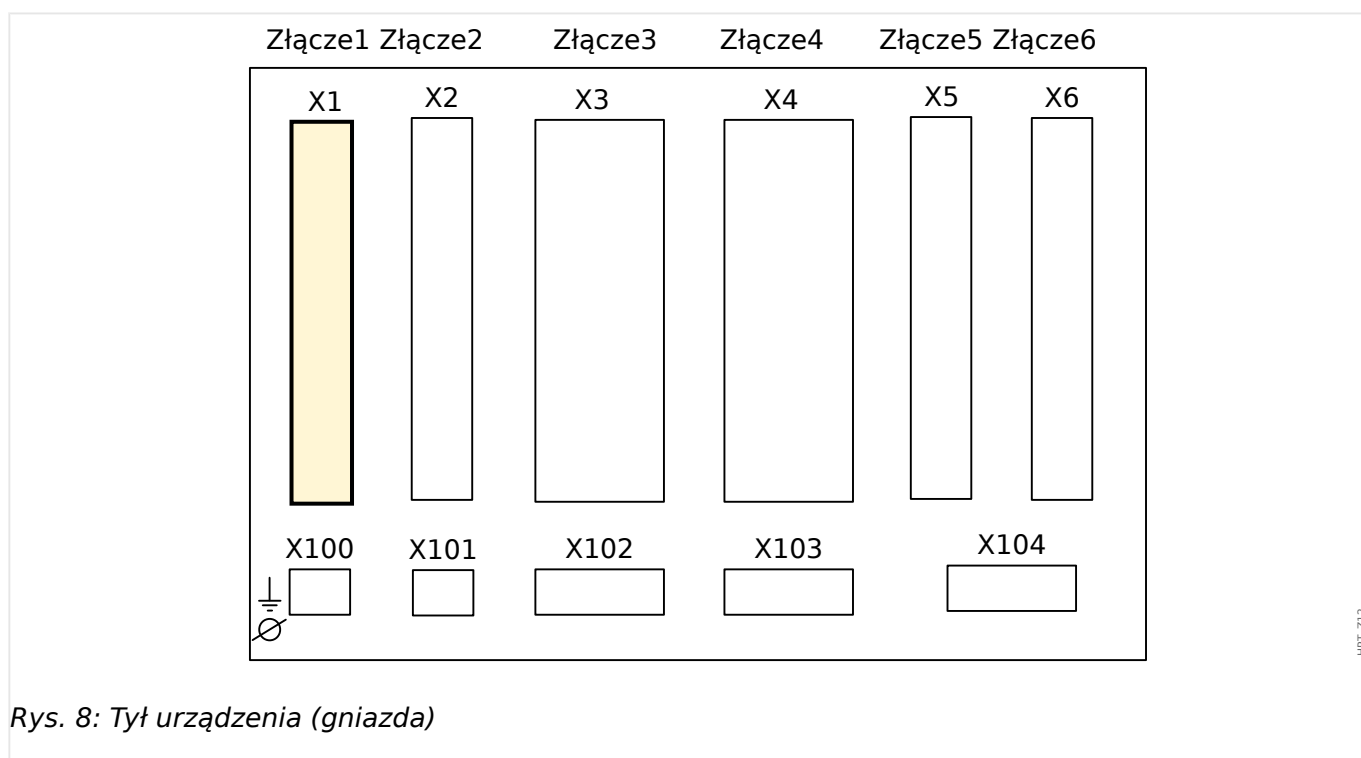 Złącze1 Złącze2 Złącze3 Złącze4 Złącze5 Złącze6
X1 X2 X3 X4 X5 X6
X100 X101 X102 X103 X104
Rys. 8: Tył urządzenia (gniazda)